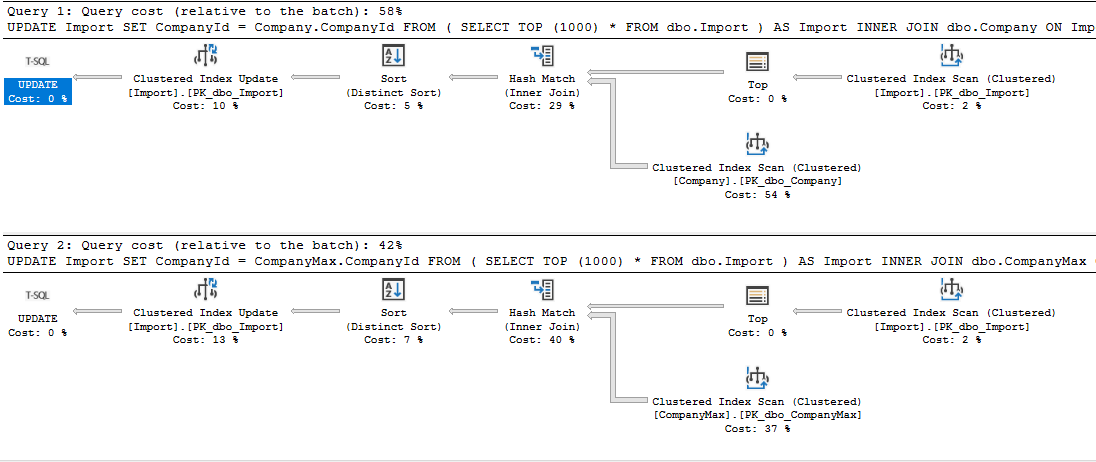 Query 1: Query cost (relative to the batch): 58%
UPDATE Import SET CompanyId = Company.CompanyId FROM ( SELECT TOP (1000) * FROM dbo.Import ) AS Import INNER JOIN dbo.Company ON Imp
T-SQL
UPDATE
Cost: 0 %
Clustered Index Update
[Import].[PK_dbo_Import]
Cost: 10 %
Sort
(Distinct Sort)
Cost: 5 %
Hash Match
(Inner Join)
Cost: 29 %
Top
Cost: 0 %
Clustered Index Scan (Clustered)
[Import].[PK_dbo_Import]
Cost: 2 %
Clustered Index Scan (Clustered)
[Company].[PK_dbo_Company]
Cost: 54 %
Query 2: Query cost (relative to the batch): 42%
UPDATE Import SET CompanyId = CompanyMax.CompanyId FROM ( SELECT TOP (1000) * FROM dbo.Import ) AS Import INNER JOIN dbo.CompanyMax
T-SQL
UPDATE
Cost: 0 %
Clustered Index Update
[Import].[PK_dbo_Import]
Cost: 13 %
Sort
(Distinct Sort)
Cost: 7 %
Hash Match
(Inner Join)
Cost: 40 %
Top
Cost: 0 %
Clustered Index Scan (Clustered)
[Import].[PK_dbo_Import]
Cost: 2 %
Clustered Index Scan (Clustered)
[CompanyMax].[PK_dbo_CompanyMax]
Cost: 37 %